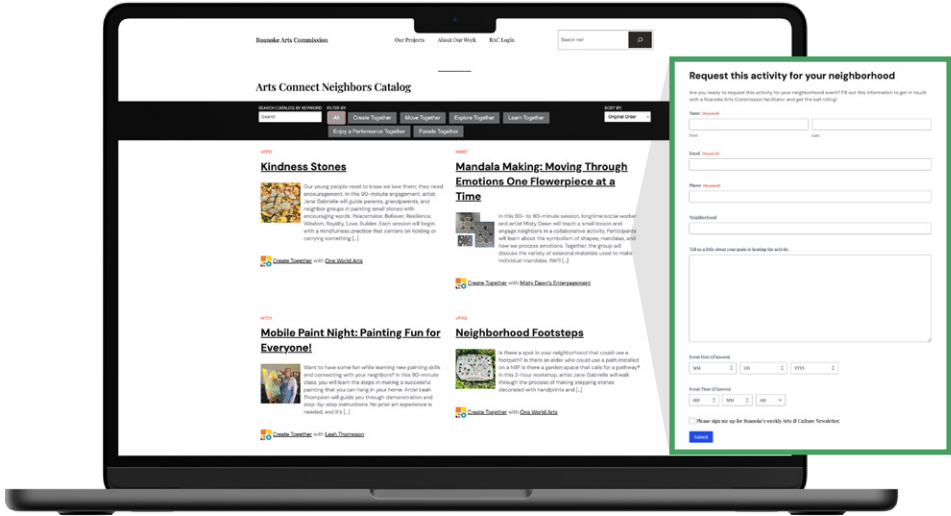 Roanoke Arts Commission
Our Projects About Our Work RAC Login
Search me!
Arts Connect Neighbors Catalog
SEARCH CATALOG BY KEYWORD
Search
FILTER BY
All Create Together Move Together Explore Together Learn Together
Enjoy a Performance Together Parade Together
SORT BY
Original Order
Kindness Stones
Our young people need to know we love them; they need
encouragement. In this 90-minute engagement, artist
Jane Gabrielle will guide parents, grandparents, and
neighbor groups in painting small stones with
encouraging words. Peacemaker, Believer, Resilience,
Wisdom, Royalty, Love, Builder. Each session will begin
with a mindfulness practice that centers on holding or
carrying something [...]
Create Together with One World Arts
Mandala Making: Moving Through
Emotions One Flowerpiece at a
Time
In this 60- to 90-minute session, longtime social worker
and artist Misty Dawn will teach a small lesson and
engage neighbors in a collaborative activity. Participants
will learn about the symbolism of shapes, mandalas, and
how we process emotions. Together, the group will
discuss the variety of seasonal materials used to make
individual mandalas. We'll [...]
Create Together with Misty Dawn's Enterpagement
Mobile Paint Night: Painting Fun for
Everyone!
Want to have some fun while learning new painting skills
and connecting with your neighbors? In this 90-minute
class, you will learn the steps in making a successful
painting that you can hang in your home. Artist Leah
Thompson will guide you through demonstration and
step-by-step instructions. No prior art experience is
needed, and it's [...]
Create Together with Leah Thompson
Neighborhood Footsteps
Is there a spot in your neighborhood that could use a
footpath? Is there an elder who could use a path installed
on a hill? Is there a garden space that calls for a pathway?
In this 2-hour workshop, artist Jane Gabrielle will walk
through the process of making stepping stones
decorated with handprints and [...]
Create Together with One World Arts
Request this activity for your neighborhood
Are you ready to request this activity for your neighborhood event? Fill out this information to get in touch
with a Roanoke Arts Commission facilitator and get the ball rolling!
Name (Required)
First Last
Email (Required)
Phone (Required)
Neighborhood
Tell us a little about your goals in hosting the activity.
Event Date (if known)
MM DD YYYY
Event Time (if known)
HH MM AM
Please sign me up for Roanoke's weekly Arts & Culture Newsletter.
Submit